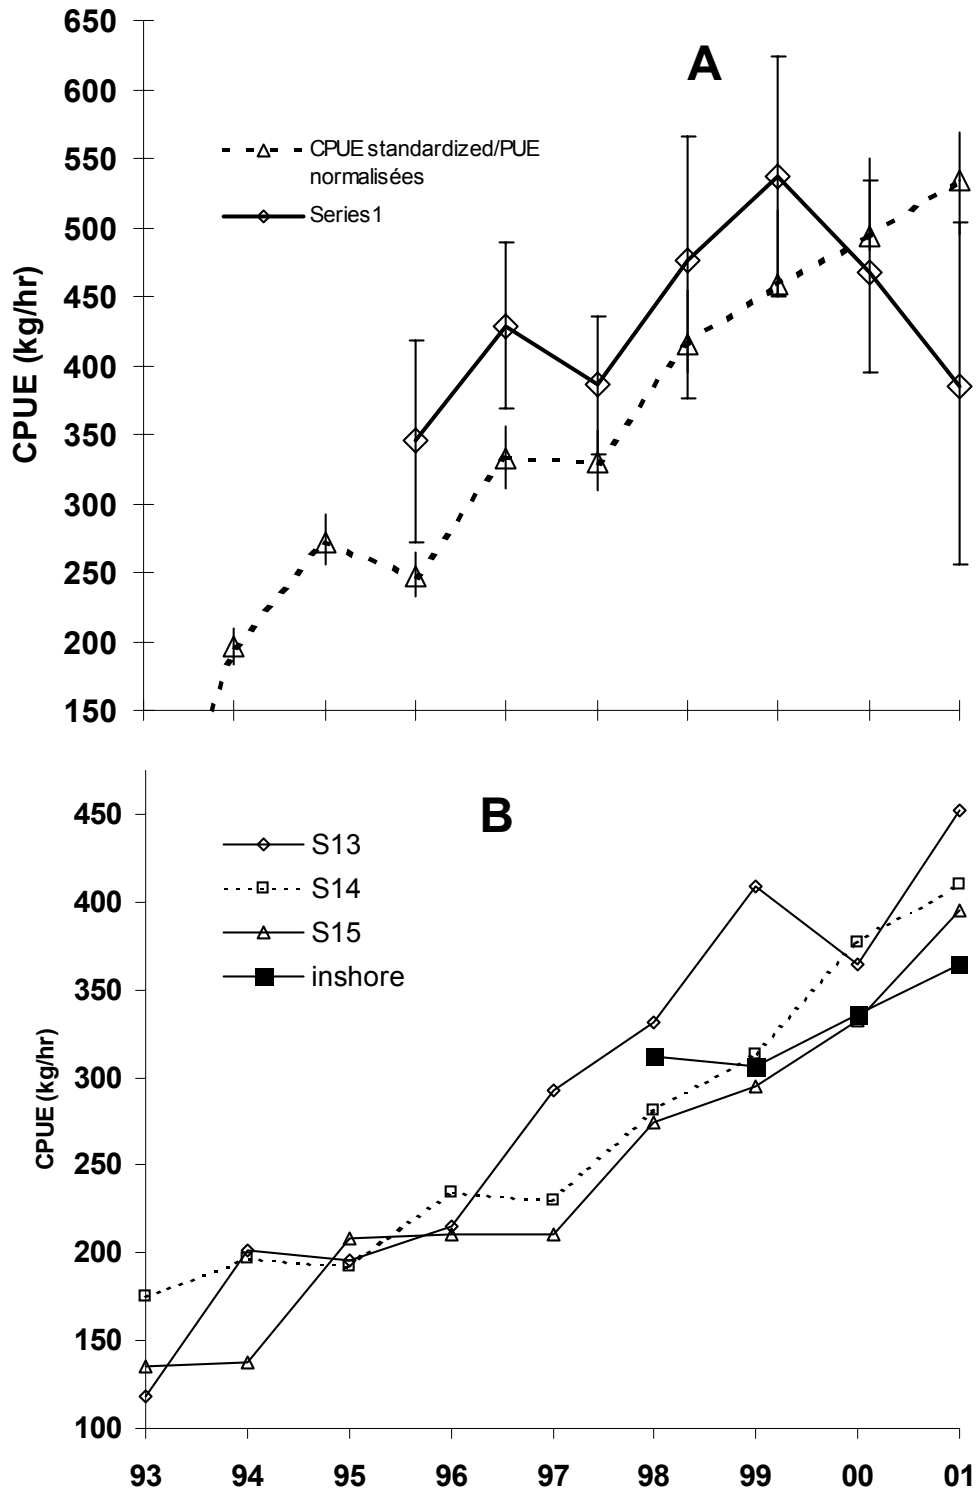 650
A
600
550
CPUE standardized/PUE
normalisées
Series1
500
450
400
350
300
250
200
150
CPUE (kg/hr)
450
B
S13
S14
S15
inshore
400
350
300
250
200
150
100
CPUE (kg/hr)
93 94 95 96 97 98 99 00 01